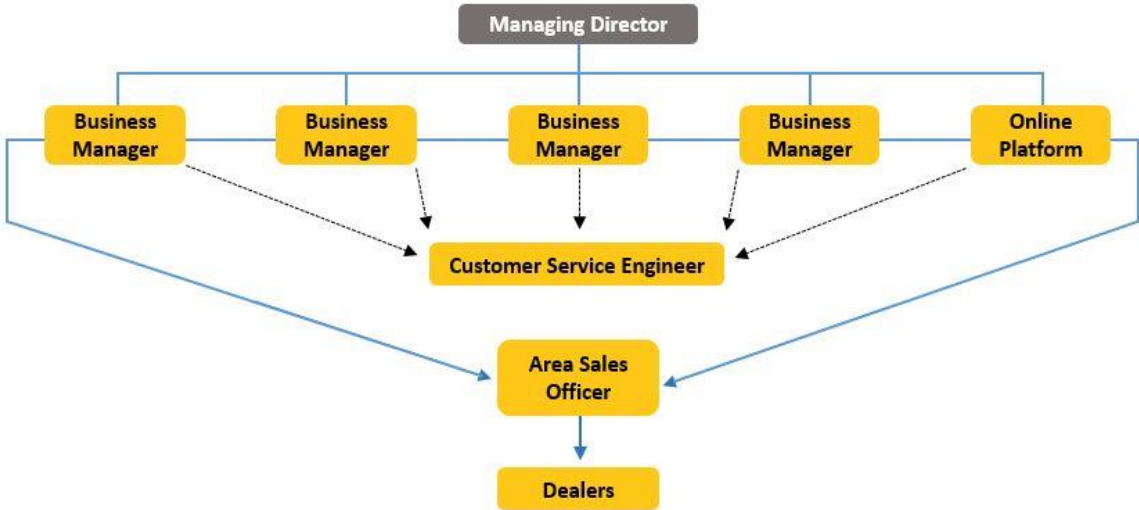 Managing Director
Business
Manager
Business
Manager
Business
Manager
Business
Manager
Online
Platform
Customer Service Engineer
Area Sales
Officer
Dealers